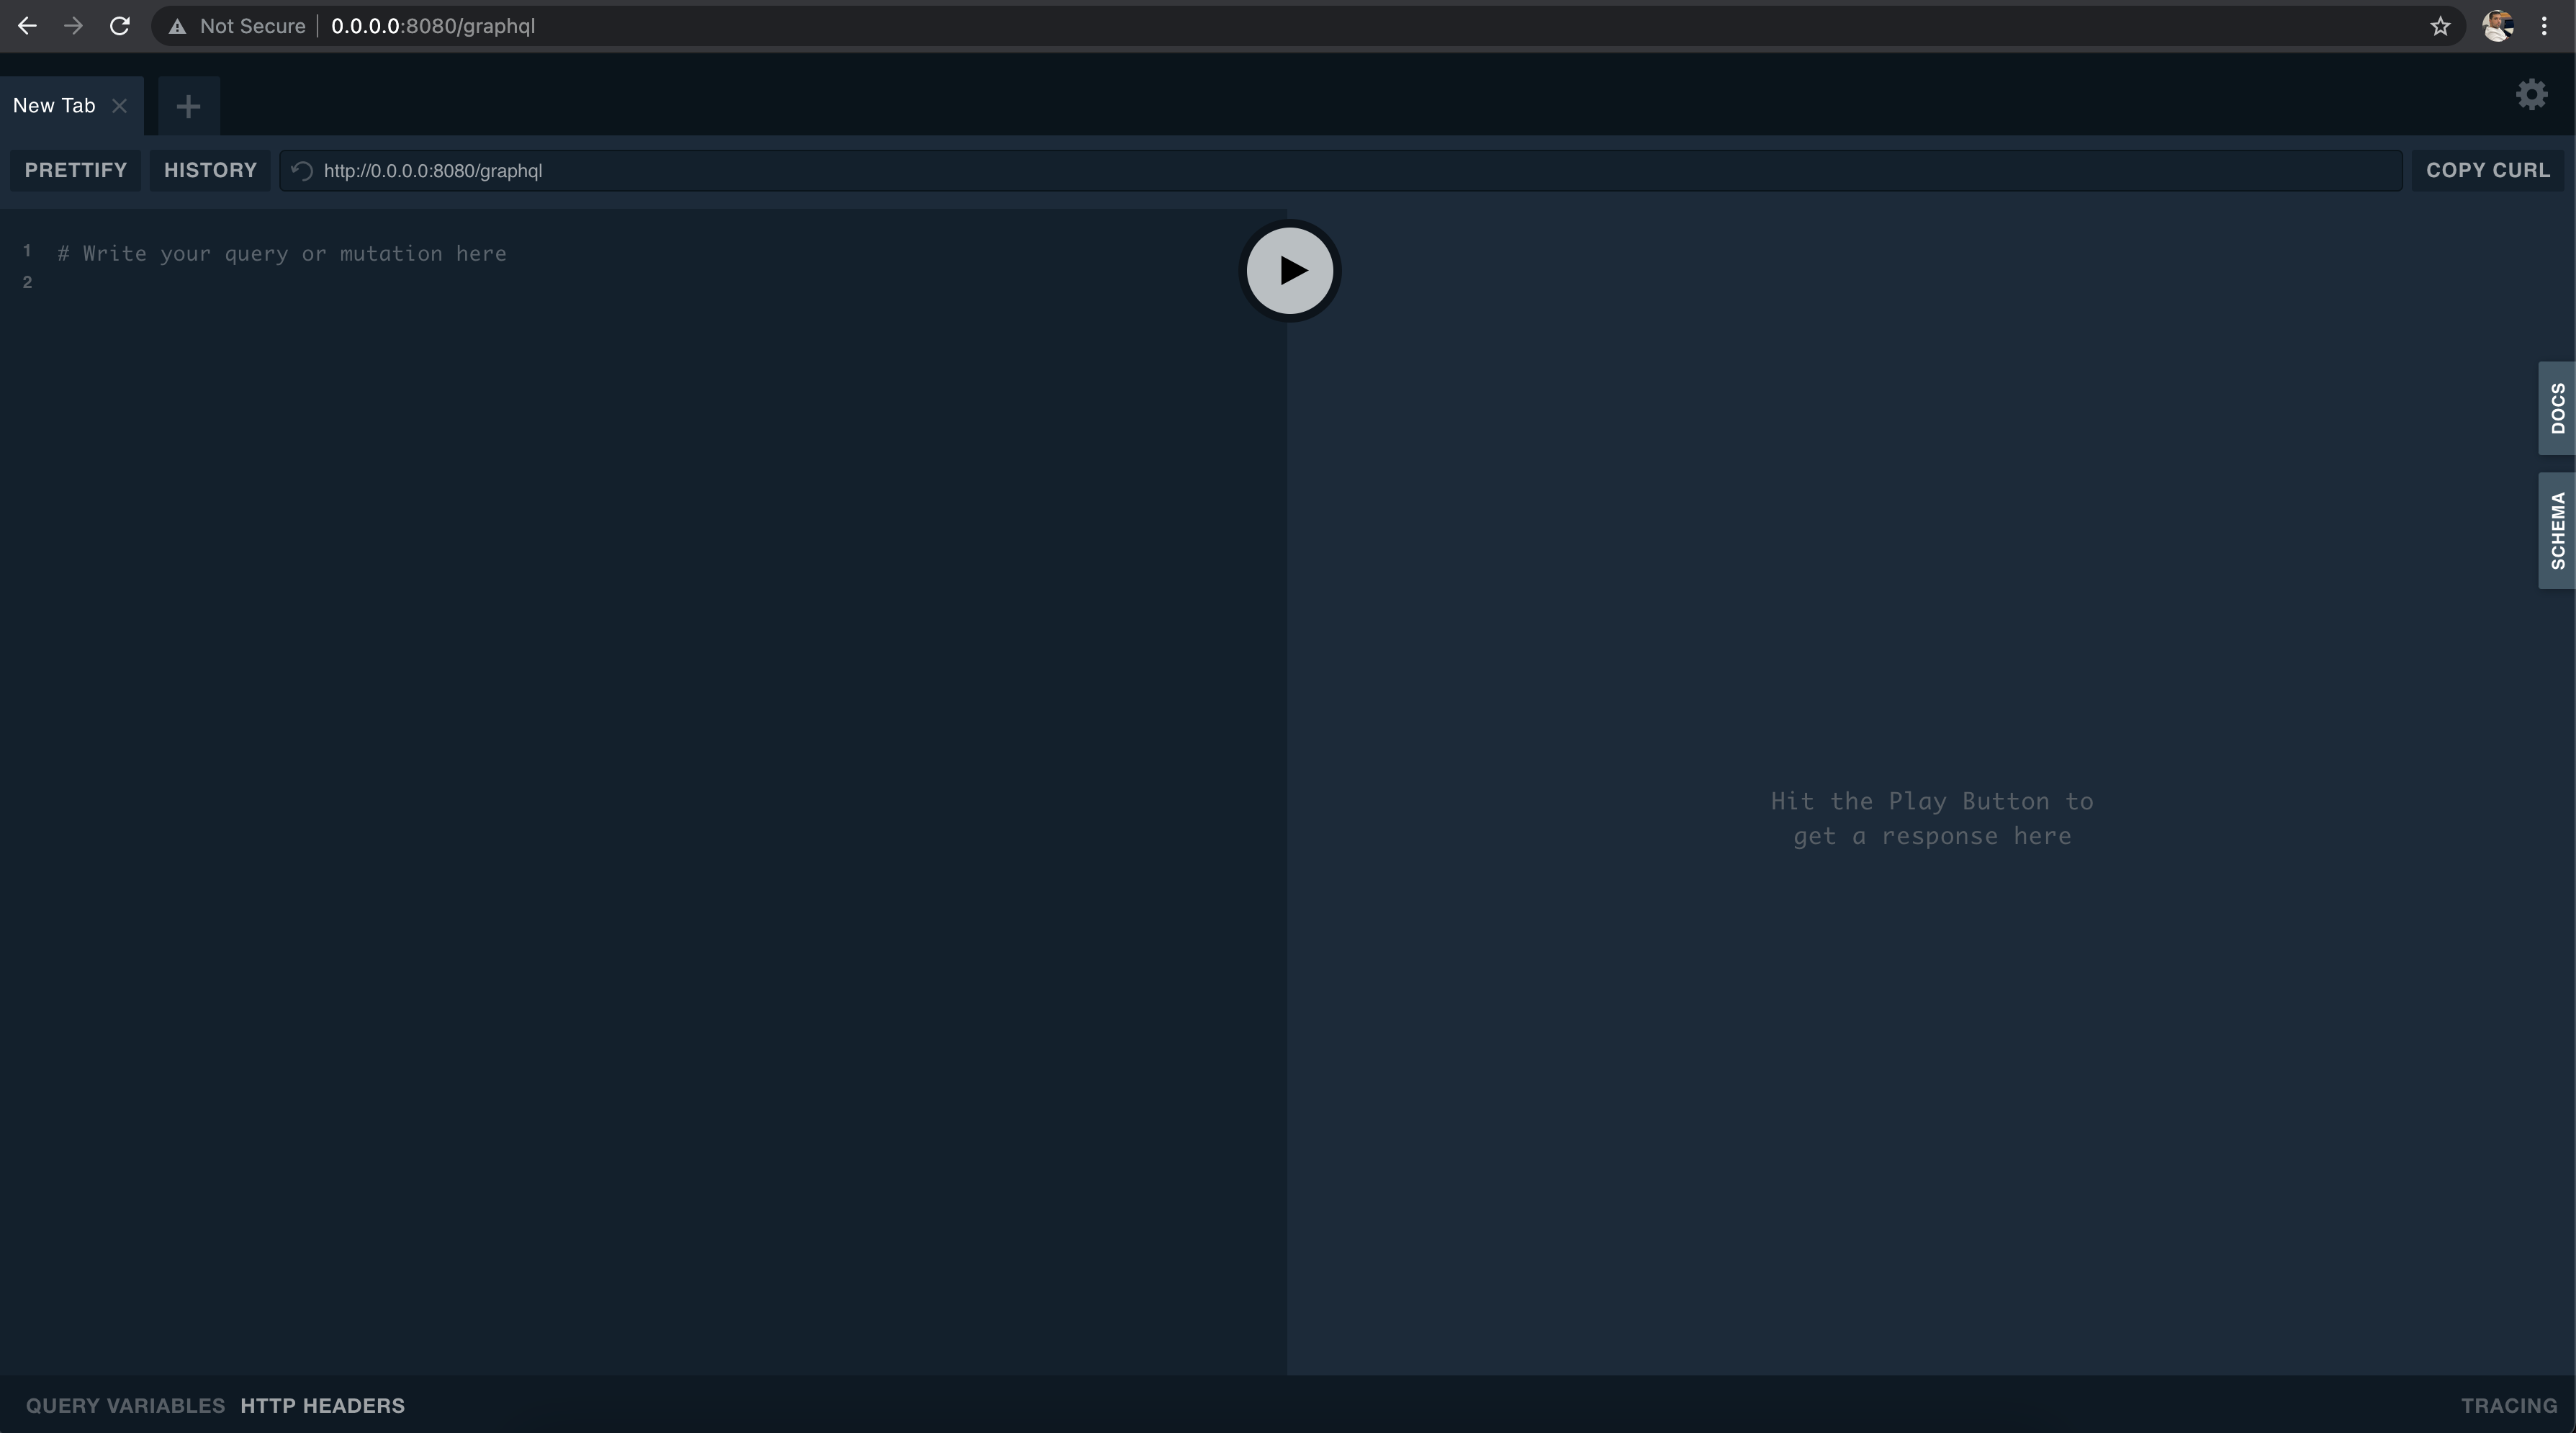 Not Secure 0.0.0.0:8080/graphql
New Tab
PRETTIFY HISTORY http://0.0.0.0:8080/graphql COPY CURL
1 # Write your query or mutation here
2
DOCS
SCHEMA
Hit the Play Button to
get a response here
QUERY VARIABLES HTTP HEADERS TRACING